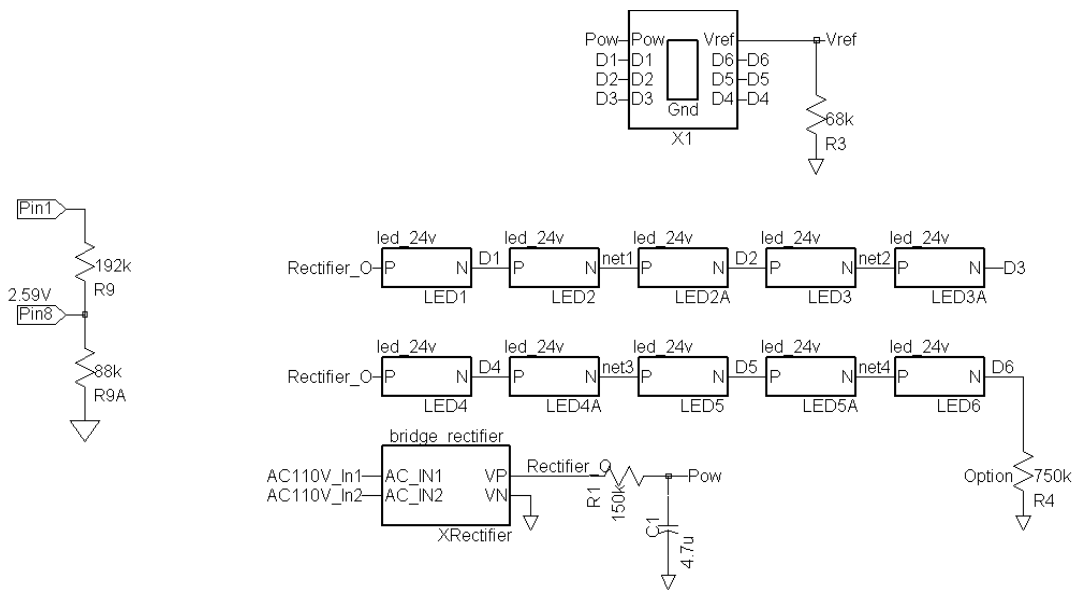 Pow Pow Vref Vref
D1 D1 D6 D6
D2 D2 D5 D5
D3 D3 D4 D4
Gnd
X1
68k
R3
Pin1
192k
R9
2.59V
Pin8
88k
R9A
led_24v led_24v led_24v led_24v led_24v
Rectifier_O P N D1 P N net1 P N D2 P N net2 P N D3
LED1 LED2 LED2A LED3 LED3A
led_24v led_24v led_24v led_24v led_24v
Rectifier_O P N D4 P N net3 P N D5 P N net4 P N D6
LED4 LED4A LED5 LED5A LED6
bridge_rectifier
AC110V_In1 AC_IN1 VP Rectifier_O Pow
AC110V_In2 AC_IN2 VN
XRectifier
R1
150k
C1
4.7u
Option 750k
R4